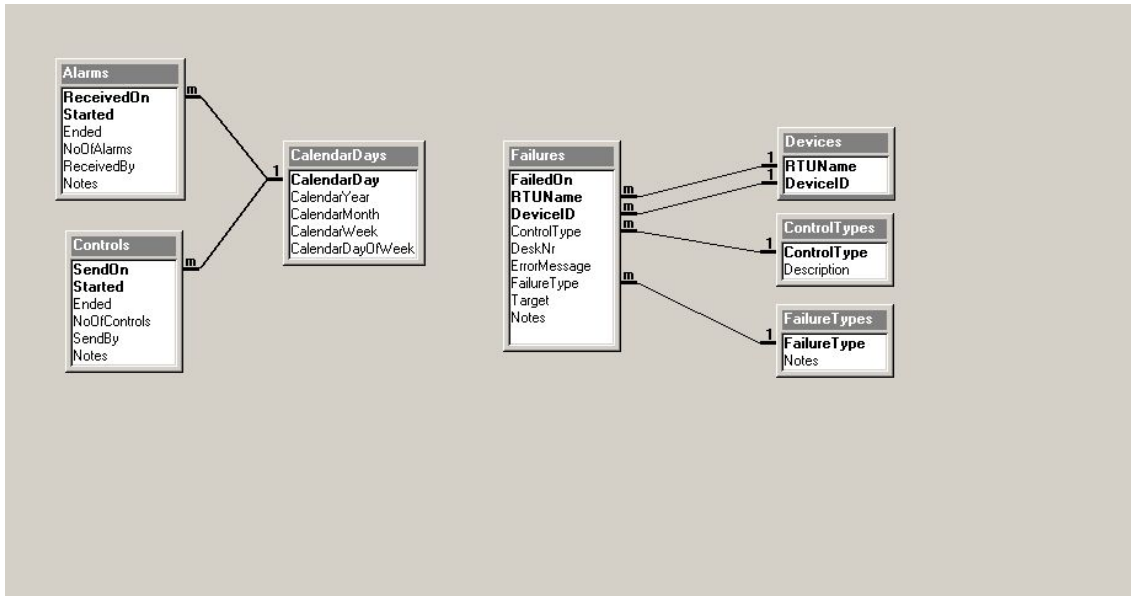 Alarms
ReceivedOn
Started
Ended
NoOfAlarms
ReceivedBy
Notes
m
Controls
SendOn
Started
Ended
NoOfControls
SendBy
Notes
m
1
CalendarDays
CalendarDay
CalendarYear
CalendarMonth
CalendarWeek
CalendarDayOfWeek
Failures
FailedOn
RTUName
DeviceID
ControlType
DeskNr
ErrorMessage
FailureType
Target
Notes
m
m
m
m
1
1
Devices
RTUName
DeviceID
1
ControlTypes
ControlType
Description
1
FailureTypes
FailureType
Notes